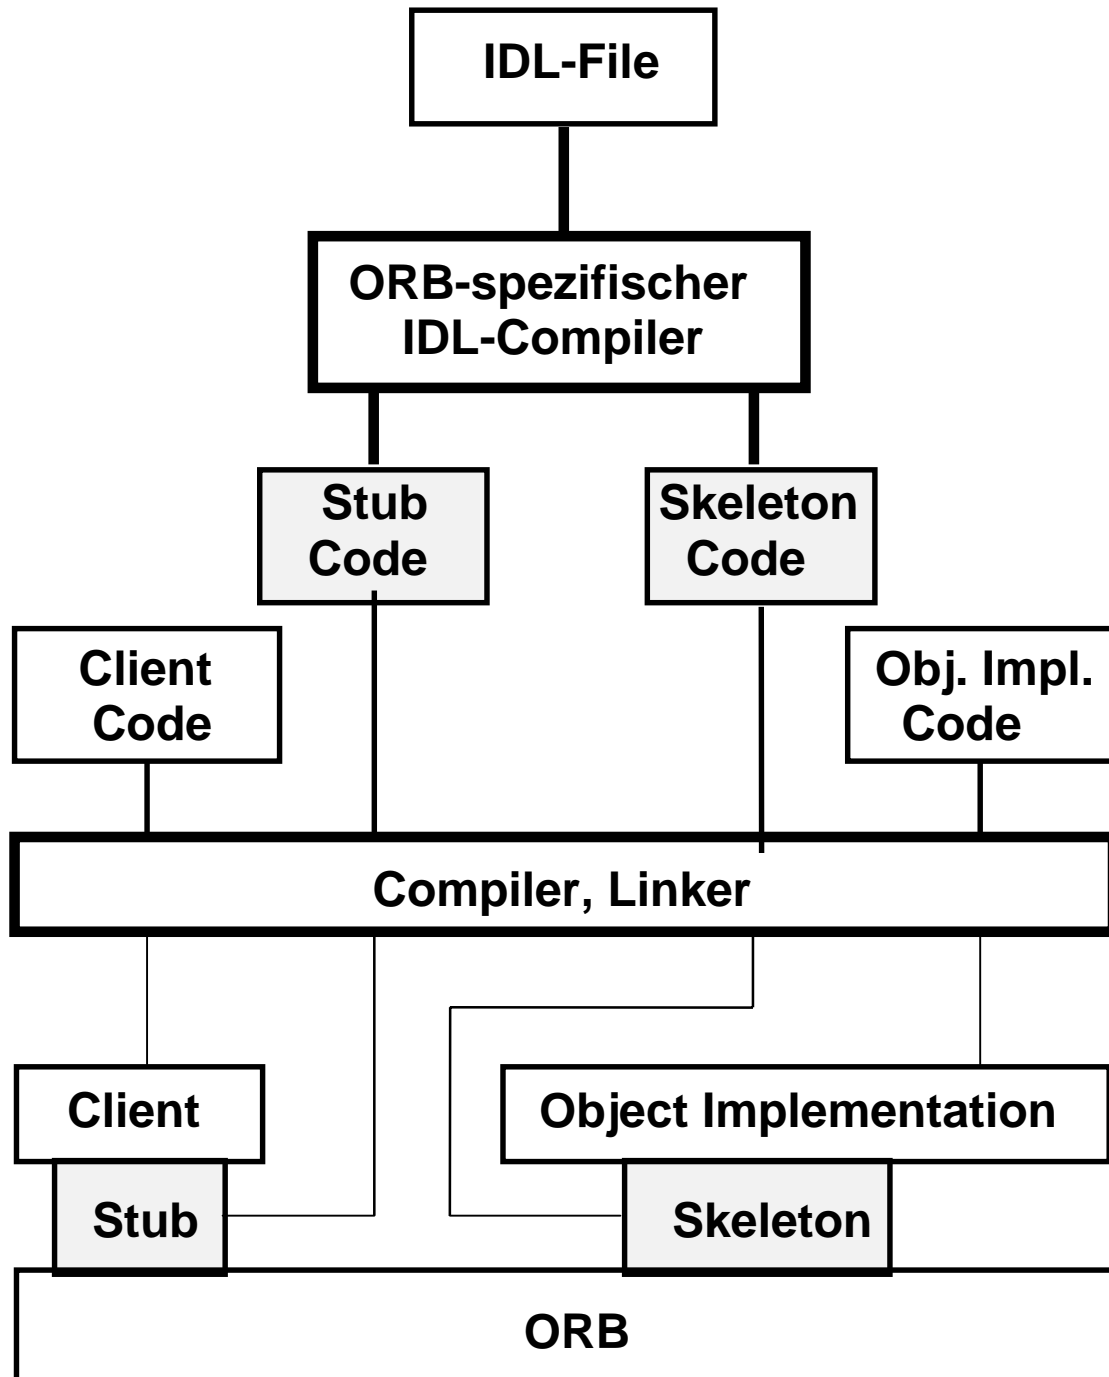 IDL-File
ORB-spezifischer
IDL-Compiler
Stub
Code
Skeleton
Code
Client
Code
Obj. Impl.
Code
Compiler, Linker
Client
Object Implementation
Stub
Skeleton
ORB